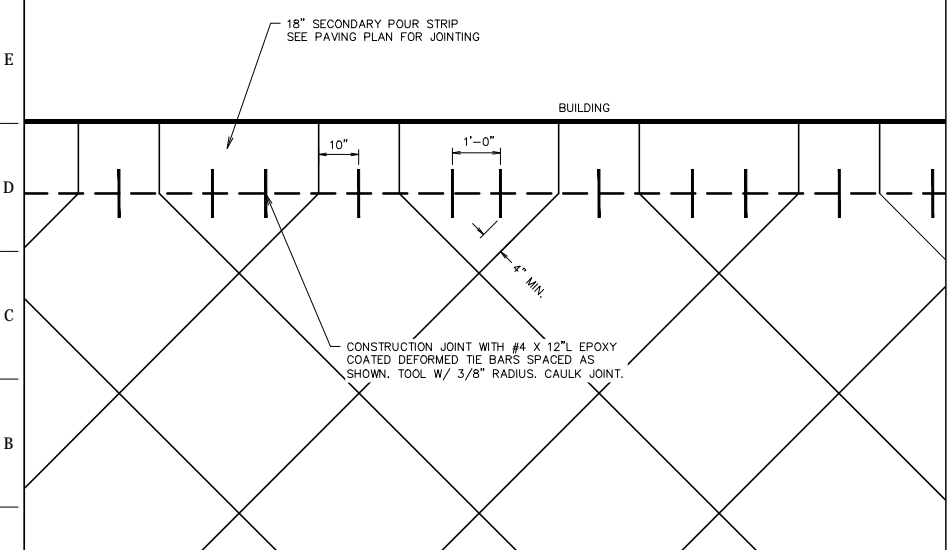 18" SECONDARY POUR STRIP
SEE PAVING PLAN FOR JOINTING
E
BUILDING
10"
1'-0"
D
4" MIN.
C
CONSTRUCTION JOINT WITH #4 X 12"L EPOXY
COATED DEFORMED TIE BARS SPACED AS
SHOWN. TOOL W/ 3/8" RADIUS. CAULK JOINT.
B